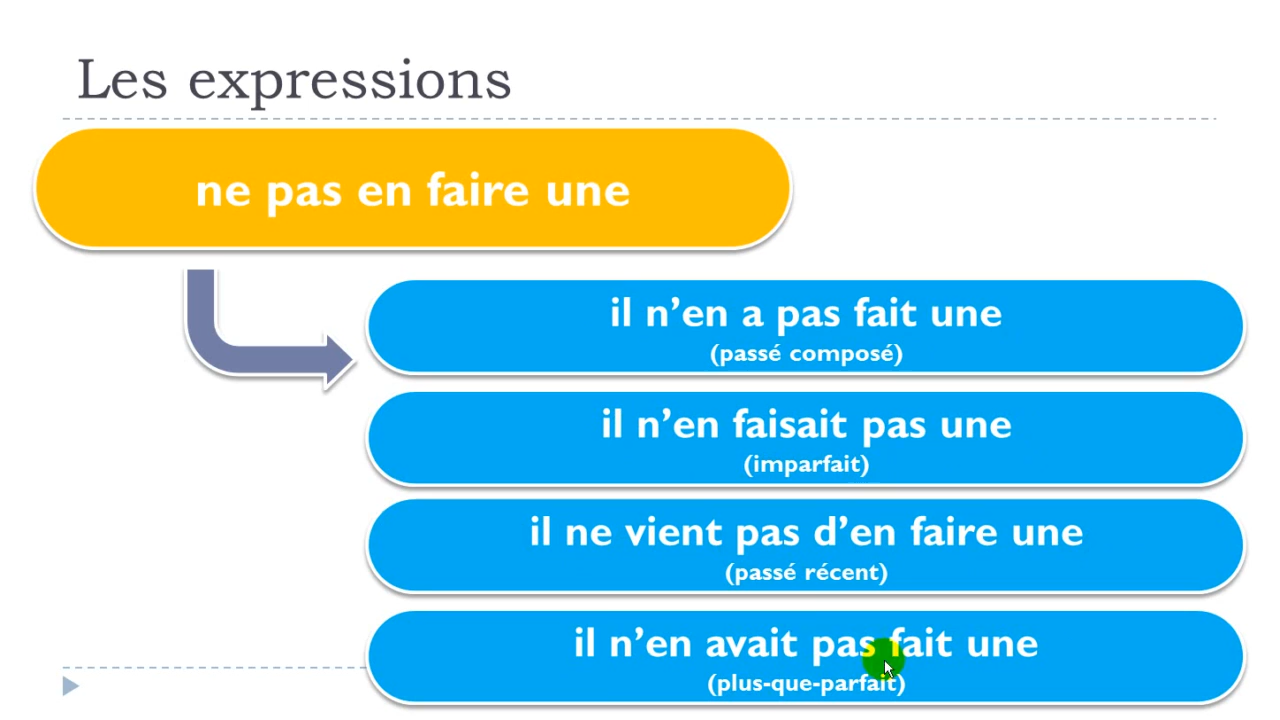 Les expressions
ne pas en faire une
il n’en a pas fait une
(passé composé)
il n’en faisait pas une
(imparfait)
il ne vient pas d’en faire une
(passé récent)
il n’en avait pas fait une
(plus-que-parfait)